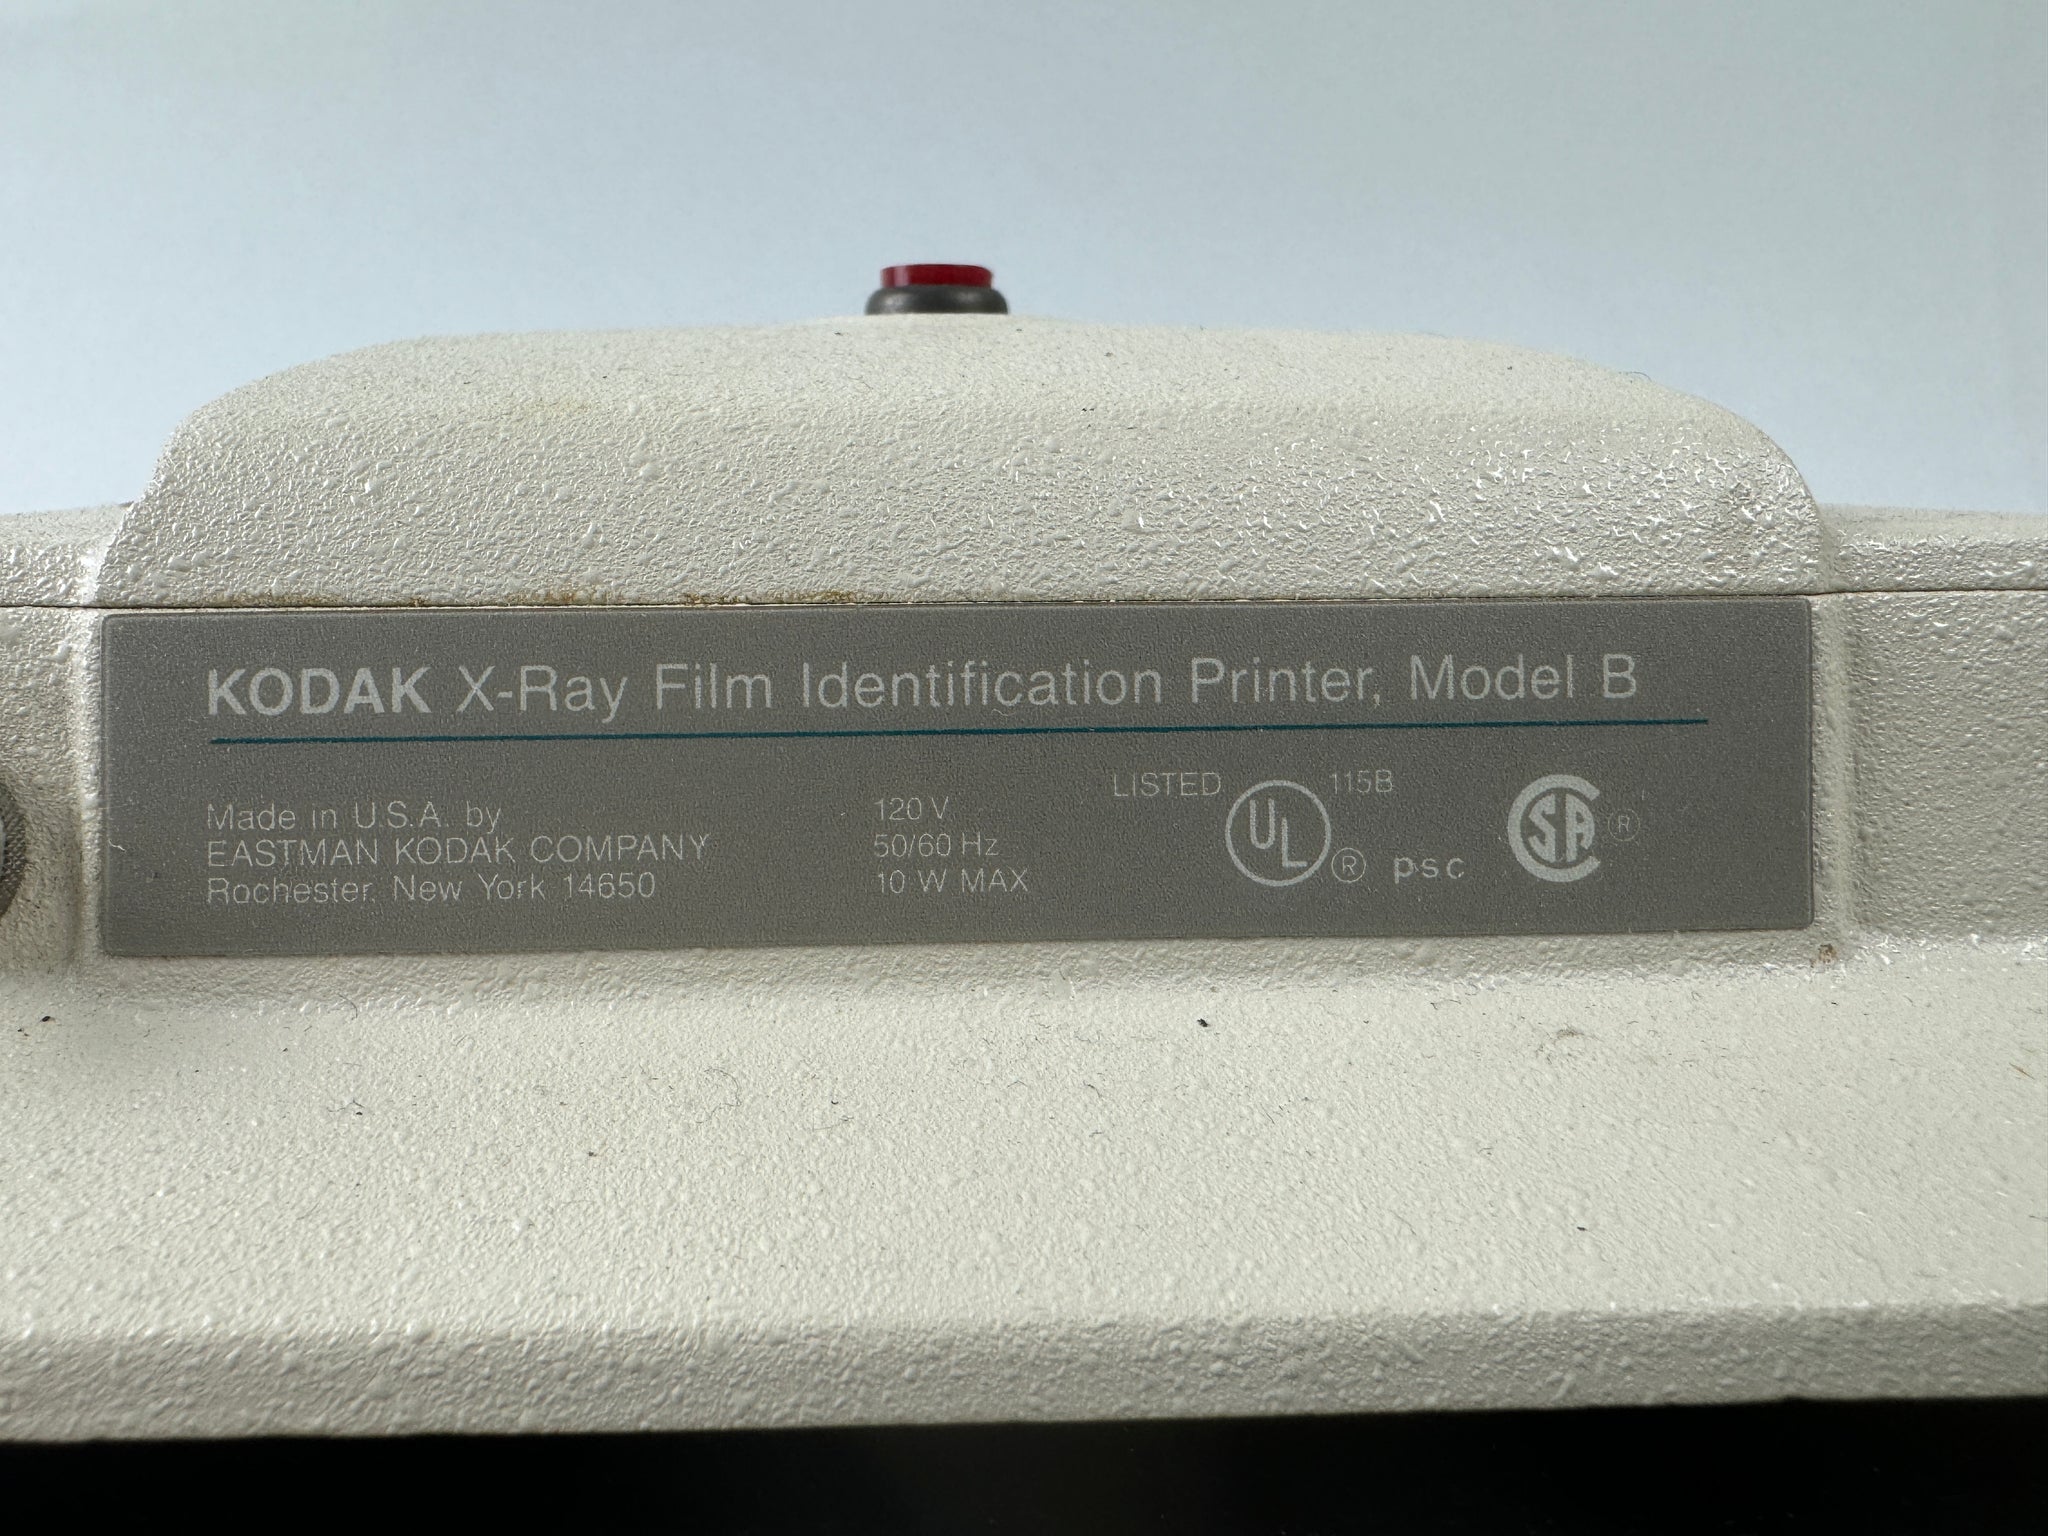 KODAK X-Ray Film Identification Printer, Model B
Made in U.S.A. by
EASTMAN KODAK COMPANY
Rochester, New York 14650
120 V
50/60 Hz
10 W MAX
LISTED UL ® 115B
psc
CSA ®